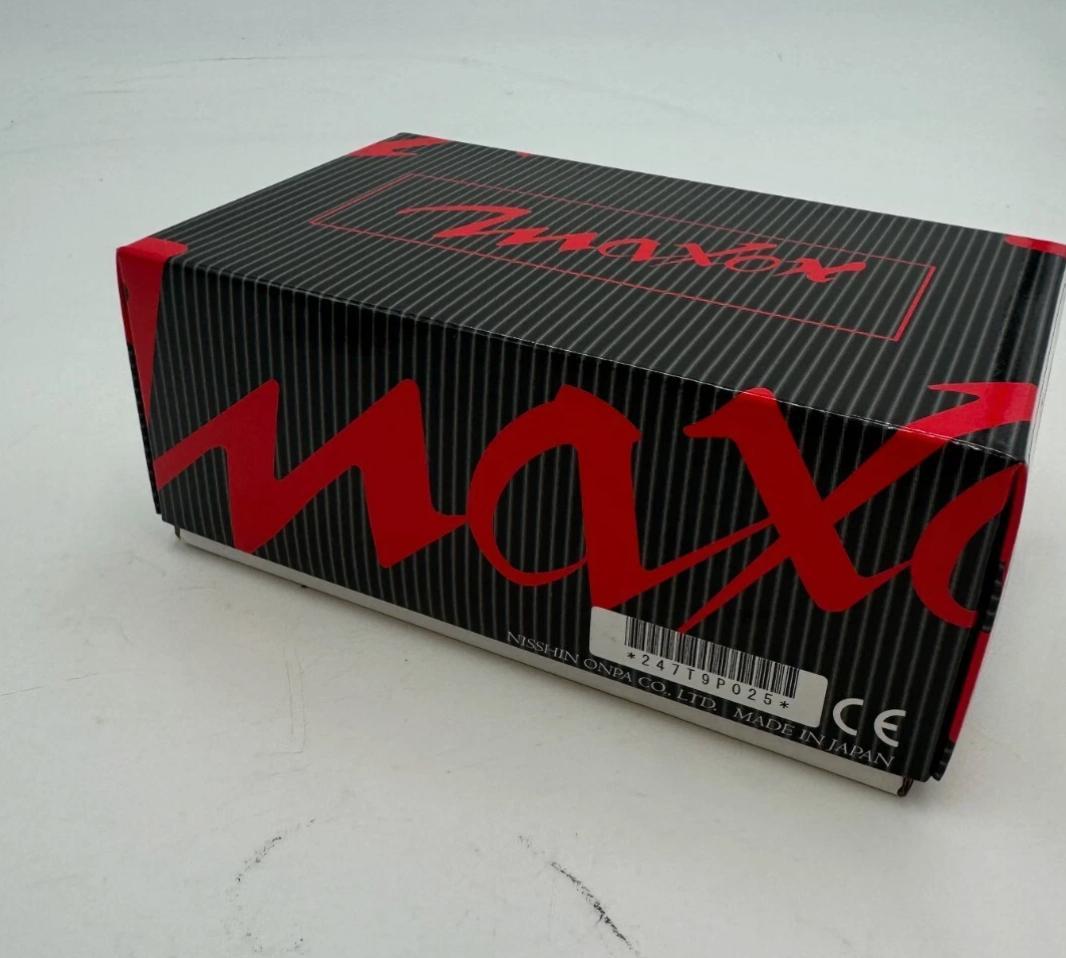 maxon
maxo
*247T9P025*
NISSHIN ONPA CO., LTD. MADE IN JAPAN
CE